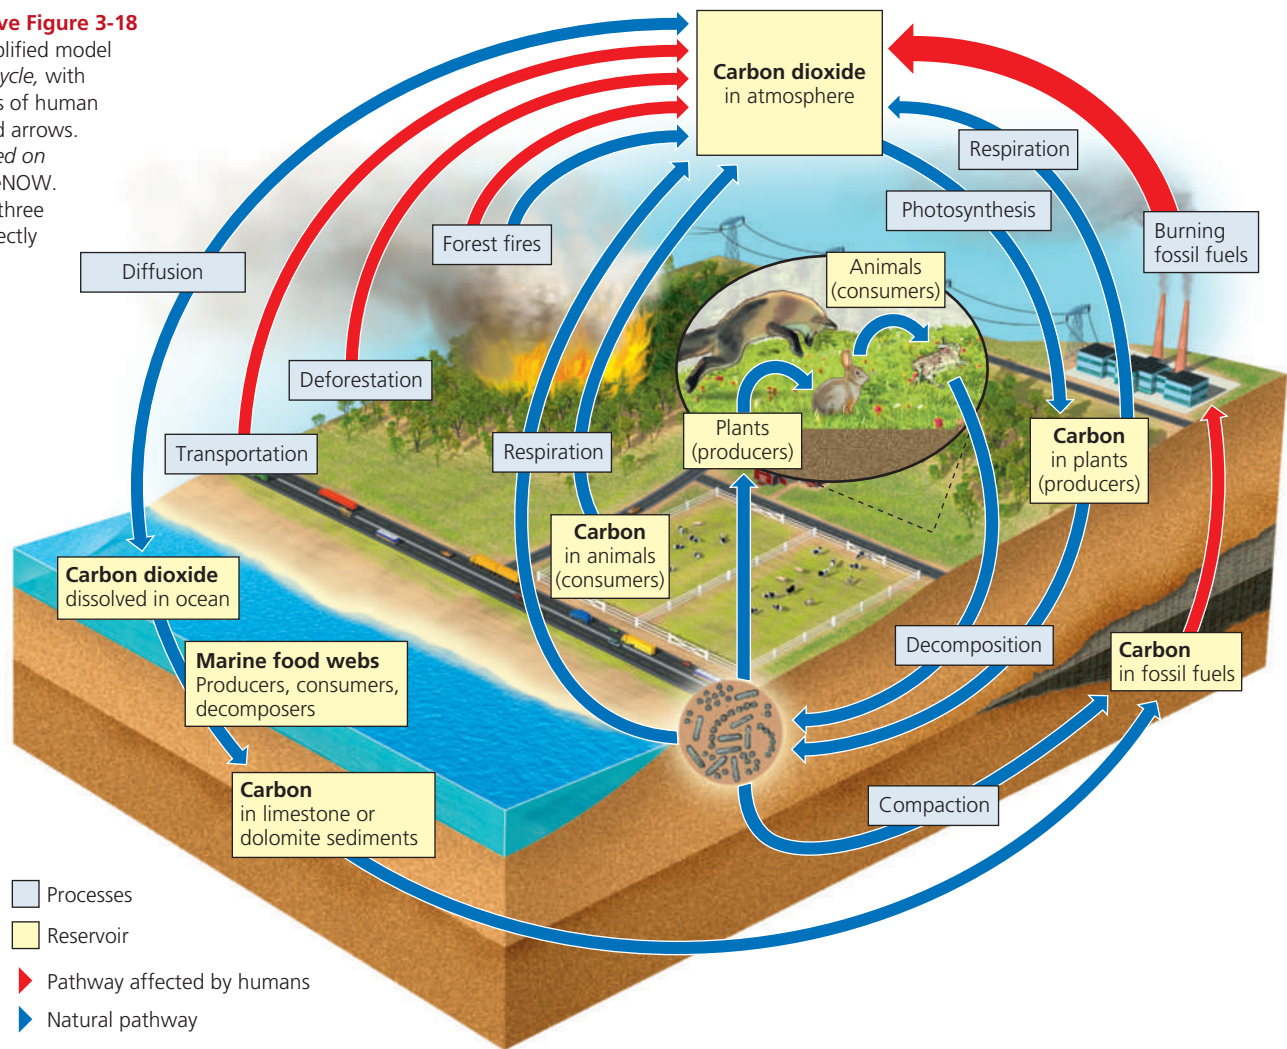 ve Figure 3-18
plified model
ycle, with
s of human
d arrows.
ed on
eNOW.
three
ectly
Carbon dioxide
in atmosphere
Respiration
Photosynthesis
Burning
fossil fuels
Forest fires
Diffusion
Animals
(consumers)
Deforestation
Transportation
Respiration
Plants
(producers)
Carbon
in plants
(producers)
Carbon
in animals
(consumers)
Carbon dioxide
dissolved in ocean
Marine food webs
Producers, consumers,
decomposers
Decomposition
Carbon
in fossil fuels
Carbon
in limestone or
dolomite sediments
Compaction
Processes
Reservoir
Pathway affected by humans
Natural pathway